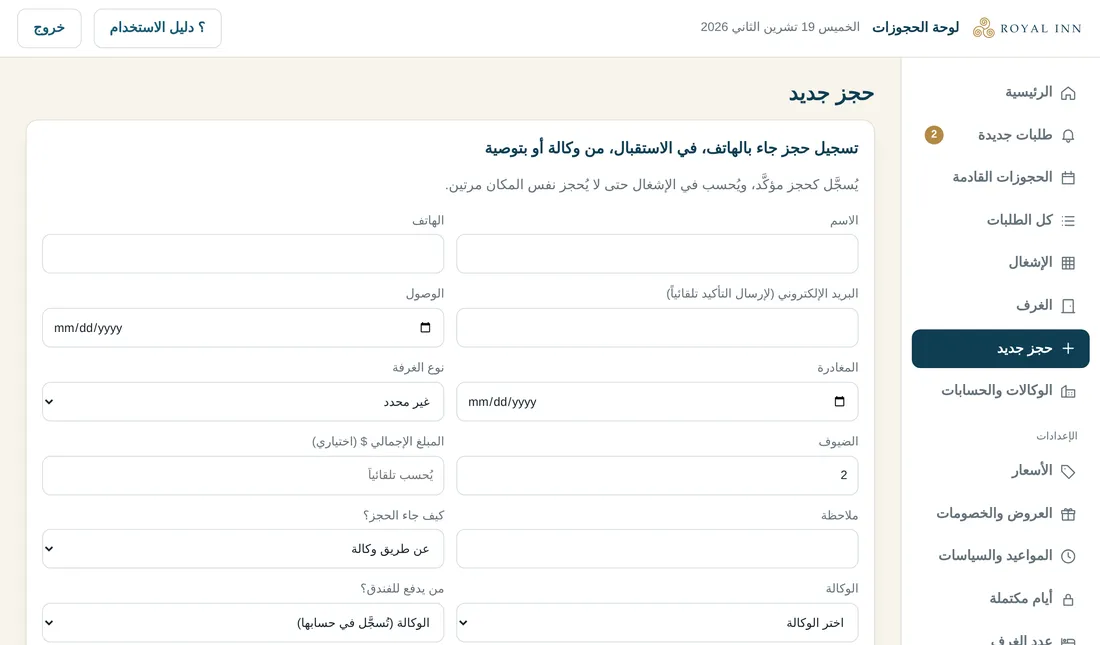 ROYAL INN
لوحة الحجوزات
الخميس 19 تشرين الثاني 2026
؟ دليل الاستخدام
خروج
الرئيسية
طلبات جديدة
2
الحجوزات القادمة
كل الطلبات
الإشغال
الغرف
حجز جديد
الوكالات والحسابات
الإعدادات
الأسعار
العروض والخصومات
المواعيد والسياسات
أيام مكتملة
عدد الغرف
حجز جديد
تسجيل حجز جاء بالهاتف، في الاستقبال، من وكالة أو بتوصية
يُسجَّل كحجز مؤكَّد، ويُحسب في الإشغال حتى لا يُحجز نفس المكان مرتين.
الاسم
الهاتف
البريد الإلكتروني (لإرسال التأكيد تلقائياً)
الوصول
mm/dd/yyyy
المغادرة
نوع الغرفة
mm/dd/yyyy
غير محدد
الضيوف
المبلغ الإجمالي $ (اختياري)
2
يُحسب تلقائياً
ملاحظة
كيف جاء الحجز؟
عن طريق وكالة
الوكالة
من يدفع للفندق؟
اختر الوكالة
الوكالة (تُسجَّل في حسابها)